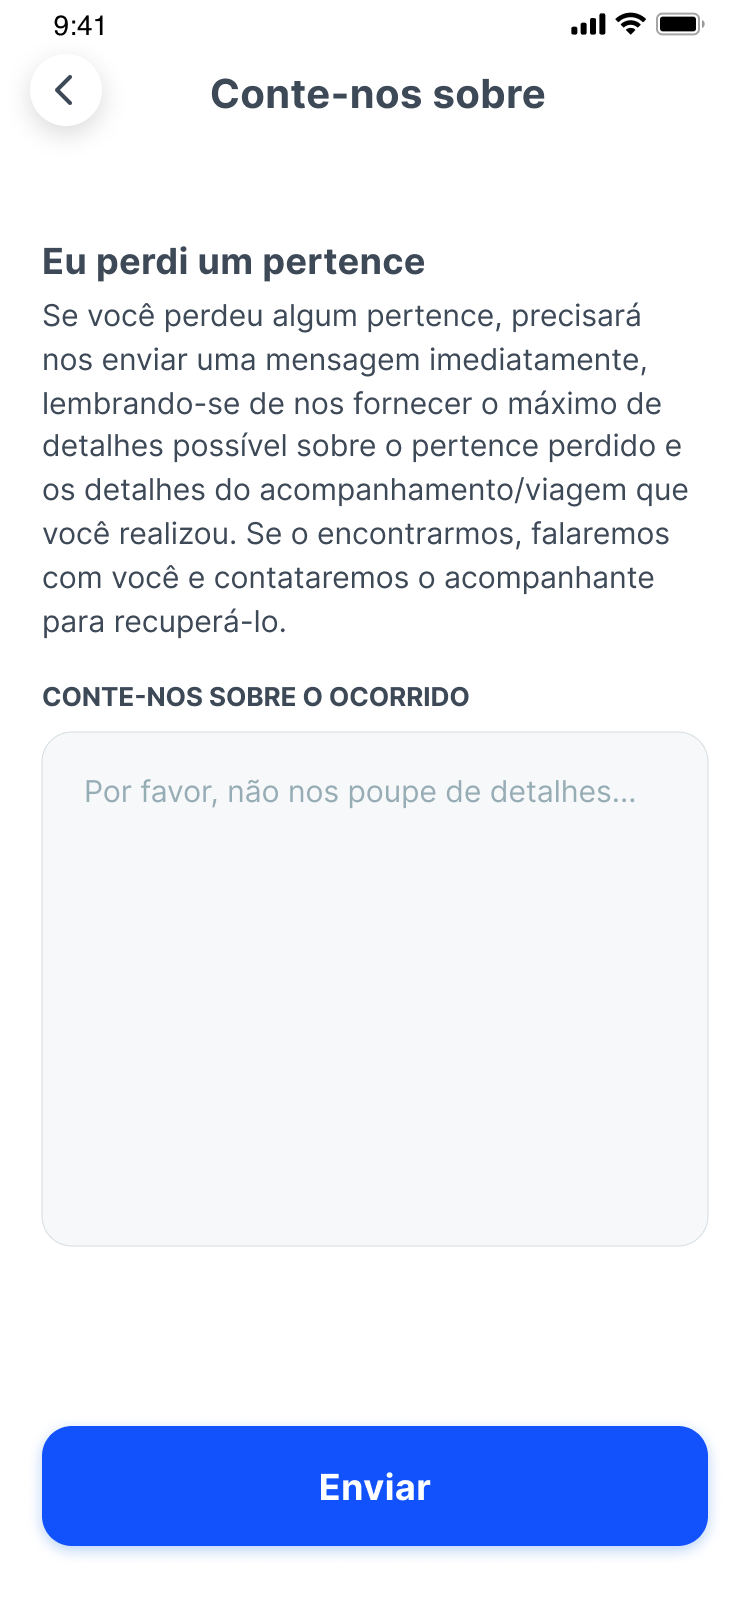 9:41
Conte-nos sobre
Eu perdi um pertence
Se você perdeu algum pertence, precisará
nos enviar uma mensagem imediatamente,
lembrando-se de nos fornecer o máximo de
detalhes possível sobre o pertence perdido e
os detalhes do acompanhamento/viagem que
você realizou. Se o encontrarmos, falaremos
com você e contataremos o acompanhante
para recuperá-lo.
CONTE-NOS SOBRE O OCORRIDO
Por favor, não nos poupe de detalhes...
Enviar